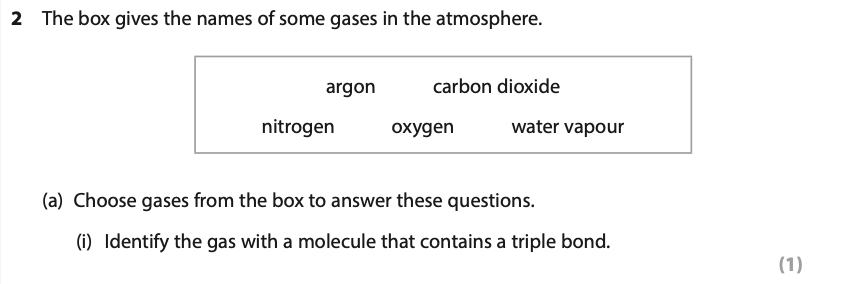 2 The box gives the names of some gases in the atmosphere.
argon carbon dioxide
nitrogen oxygen water vapour
(a) Choose gases from the box to answer these questions.
(i) Identify the gas with a molecule that contains a triple bond.
(1)